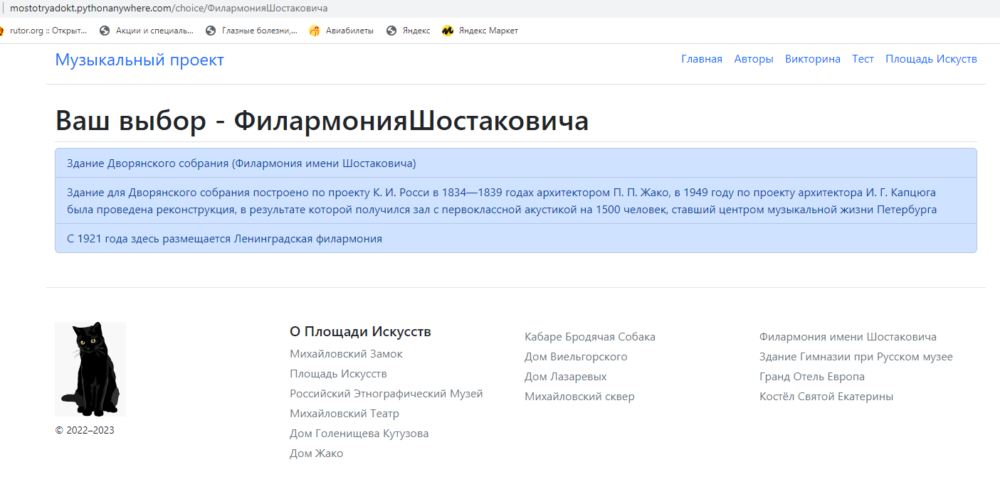 mostotryadokt.pythonanywhere.com/choice/ФилармонияШостаковича
rutor.org :: Открыт... Акции и специаль... Глазные болезни,... Авиабилеты Яндекс Яндекс Маркет
Музыкальный проект Главная Авторы Викторина Тест Площадь Искуств
Ваш выбор - ФилармонияШостаковича
Здание Дворянского собрания (Филармония имени Шостаковича)
Здание для Дворянского собрания построено по проекту К. И. Росси в 1834—1839 годах архитектором П. П. Жако, в 1949 году по проекту архитектора И. Г. Капцюга
была проведена реконструкция, в результате которой получился зал с первоклассной акустикой на 1500 человек, ставший центром музыкальной жизни Петербурга
С 1921 года здесь размещается Ленинградская филармония
© 2022–2023
О Площади Искусств
Михайловский Замок
Площадь Искусств
Российский Этнографический Музей
Михайловский Театр
Дом Голенищева Кутузова
Дом Жако
Кабаре Бродячая Собака
Дом Виельгорского
Дом Лазаревых
Михайловский сквер
Филармония имени Шостаковича
Здание Гимназии при Русском музее
Гранд Отель Европа
Костёл Святой Екатерины